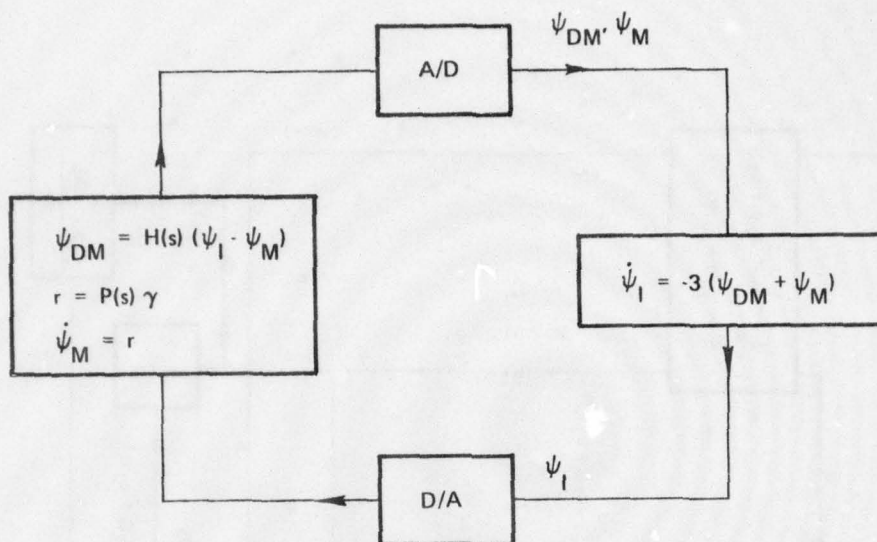 A/D
ψ_DM, ψ_M
ψ_DM = H(s) (ψ_I - ψ_M)
r = P(s) γ
ψ̇_M = r
ψ̇_I = -3 (ψ_DM + ψ_M)
ψ_I
D/A